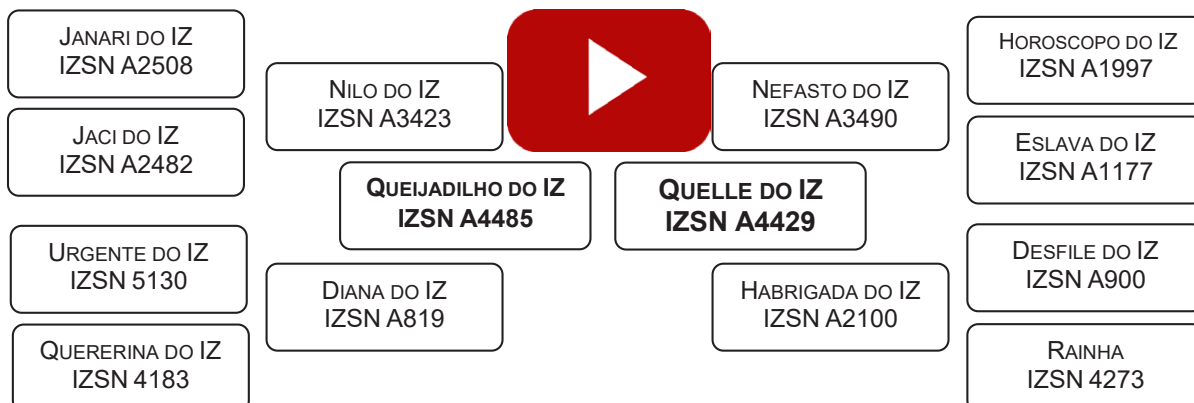 JANARI DO IZ
IZSN A2508
JACI DO IZ
IZSN A2482
URGENTE DO IZ
IZSN 5130
QUERERINA DO IZ
IZSN 4183
NILO DO IZ
IZSN A3423
DIANA DO IZ
IZSN A819
QUEIJADILHO DO IZ
IZSN A4485
QUELLE DO IZ
IZSN A4429
NEFASTO DO IZ
IZSN A3490
HABRIGADA DO IZ
IZSN A2100
HOROSCOPO DO IZ
IZSN A1997
ESLAVA DO IZ
IZSN A1177
DESFILE DO IZ
IZSN A900
RAINHA
IZSN 4273